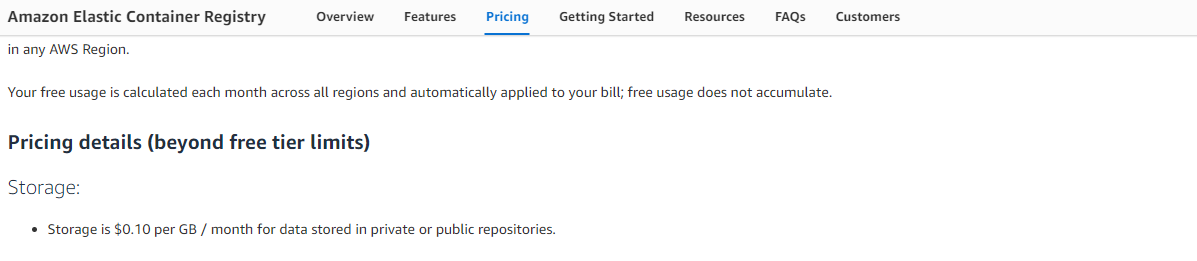 Amazon Elastic Container Registry Overview Features Pricing Getting Started Resources FAQs Customers
in any AWS Region.
Your free usage is calculated each month across all regions and automatically applied to your bill; free usage does not accumulate.
Pricing details (beyond free tier limits)
Storage:
• Storage is $0.10 per GB / month for data stored in private or public repositories.